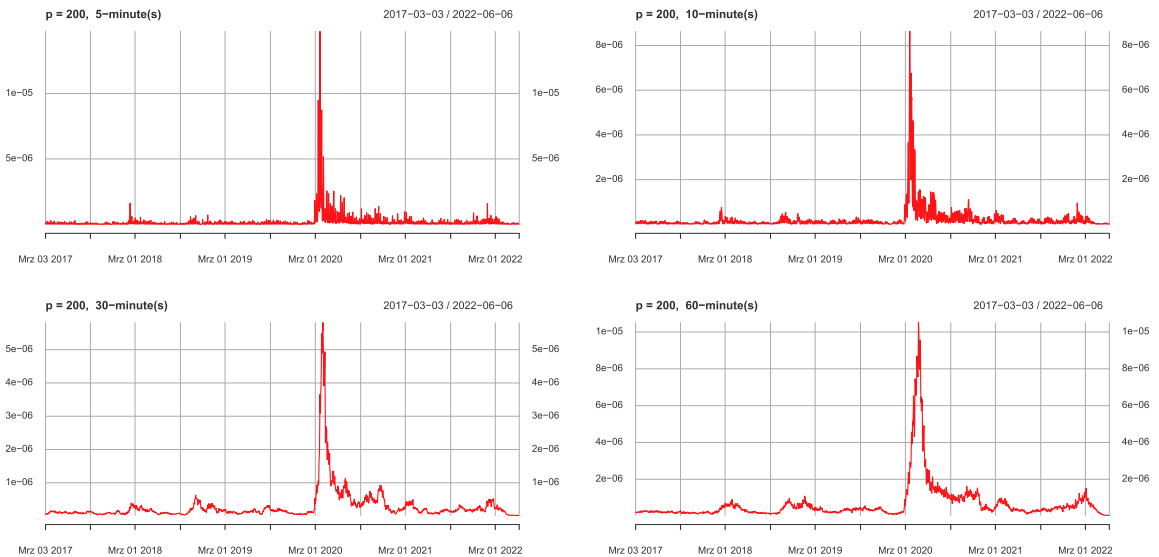 p = 200, 5−minute(s) 2017−03−03 / 2022−06−06
1e−05 1e−05
5e−06 5e−06
Mrz 03 2017 Mrz 01 2018 Mrz 01 2019 Mrz 01 2020 Mrz 01 2021 Mrz 01 2022
p = 200, 10−minute(s) 2017−03−03 / 2022−06−06
8e−06 8e−06
6e−06 6e−06
4e−06 4e−06
2e−06 2e−06
Mrz 03 2017 Mrz 01 2018 Mrz 01 2019 Mrz 01 2020 Mrz 01 2021 Mrz 01 2022
p = 200, 30−minute(s) 2017−03−03 / 2022−06−06
5e−06 5e−06
4e−06 4e−06
3e−06 3e−06
2e−06 2e−06
1e−06 1e−06
Mrz 03 2017 Mrz 01 2018 Mrz 01 2019 Mrz 01 2020 Mrz 01 2021 Mrz 01 2022
p = 200, 60−minute(s) 2017−03−03 / 2022−06−06
1e−05 1e−05
8e−06 8e−06
6e−06 6e−06
4e−06 4e−06
2e−06 2e−06
Mrz 03 2017 Mrz 01 2018 Mrz 01 2019 Mrz 01 2020 Mrz 01 2021 Mrz 01 2022